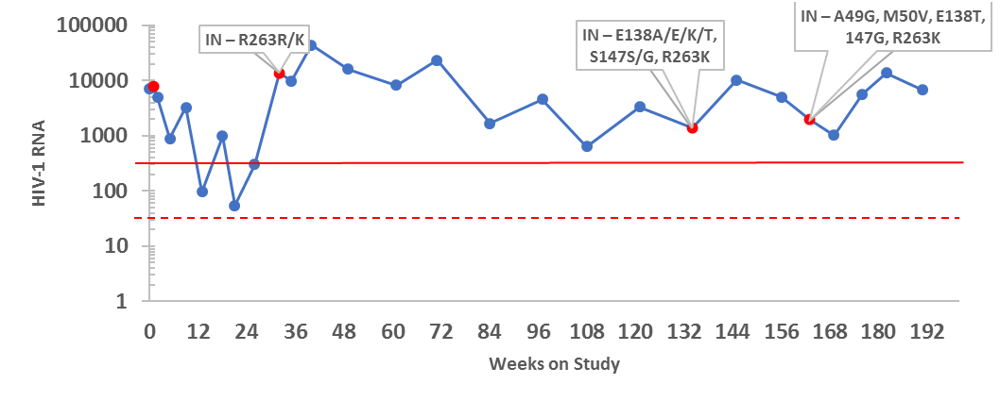 100000
10000
1000
100
10
1
HIV-1 RNA
IN – R263R/K
IN – E138A/E/K/T,
S147S/G, R263K
IN – A49G, M50V, E138T,
147G, R263K
0 12 24 36 48 60 72 84 96 108 120 132 144 156 168 180 192
Weeks on Study